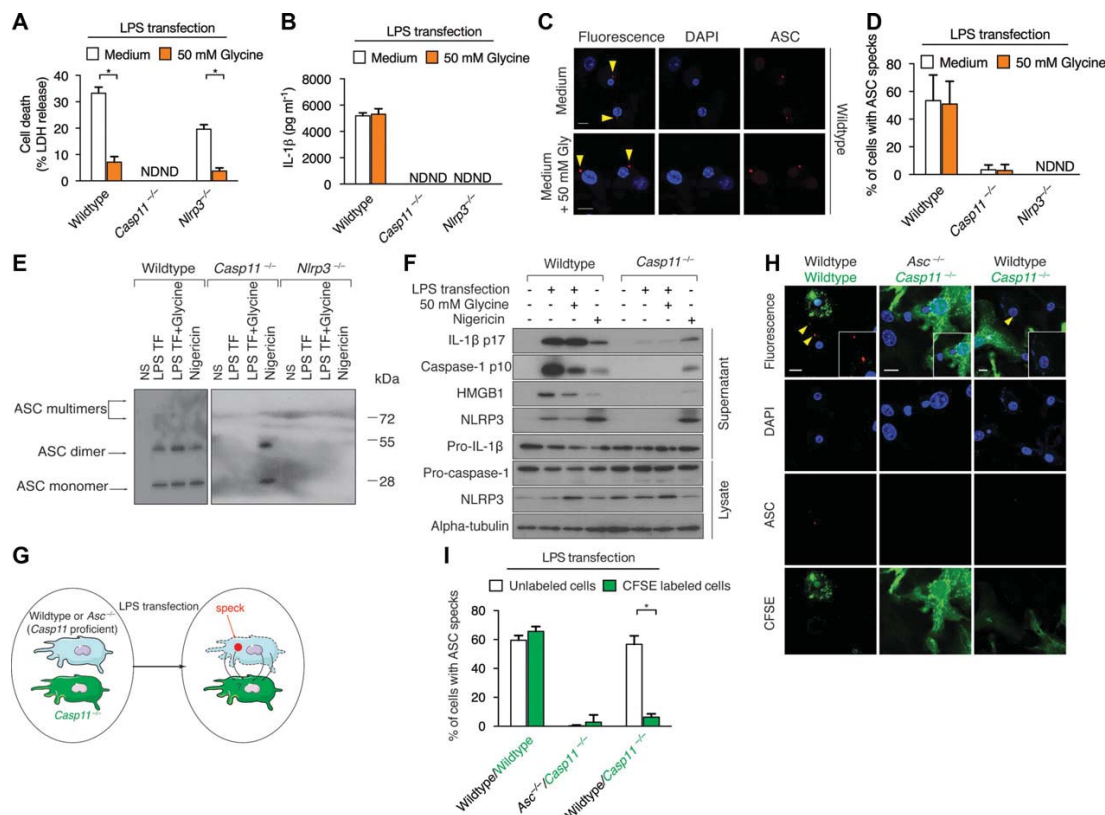 A
LPS transfection
Medium 50 mM Glycine
Cell death
(% LDH release)
40
30
20
10
0
* *
NDND
Wildtype
Casp11 –/–
Nlrp3 –/–
B
LPS transfection
Medium 50 mM Glycine
IL-1β (pg ml⁻¹)
8000
6000
4000
2000
0
NDND NDND
Wildtype
Casp11 –/–
Nlrp3 –/–
C
Fluorescence DAPI ASC
Medium
Medium
+ 50 mM Gly
Wildtype
D
LPS transfection
Medium 50 mM Glycine
% of cells with ASC specks
80
60
40
20
0
NDND
Wildtype
Casp11 –/–
Nlrp3 –/–
E
Wildtype Casp11 –/– Nlrp3 –/–
NS
LPS TF
LPS TF+Glycine
Nigericin
NS
LPS TF
LPS TF+Glycine
Nigericin
NS
LPS TF
LPS TF+Glycine
Nigericin
kDa
ASC multimers
ASC dimer
ASC monomer
72
55
28
F
Wildtype Casp11 –/–
LPS transfection - + + - - + + -
50 mM Glycine - - + - - - + -
Nigericin - - - + - - - +
IL-1β p17
Caspase-1 p10
HMGB1
NLRP3
Pro-IL-1β
Pro-caspase-1
NLRP3
Alpha-tubulin
Supernatant
Lysate
G
Wildtype or Asc –/–
(Casp11 proficient)
LPS transfection
speck
Casp11 –/–
H
Wildtype Asc –/– Wildtype
Wildtype Casp11 –/– Casp11 –/–
Fluorescence
DAPI
ASC
CFSE
I
LPS transfection
Unlabeled cells CFSE labeled cells
% of cells with ASC specks
80
60
40
20
0
*
Wildtype/Wildtype
Asc –/–/Casp11 –/–
Wildtype/Casp11 –/–